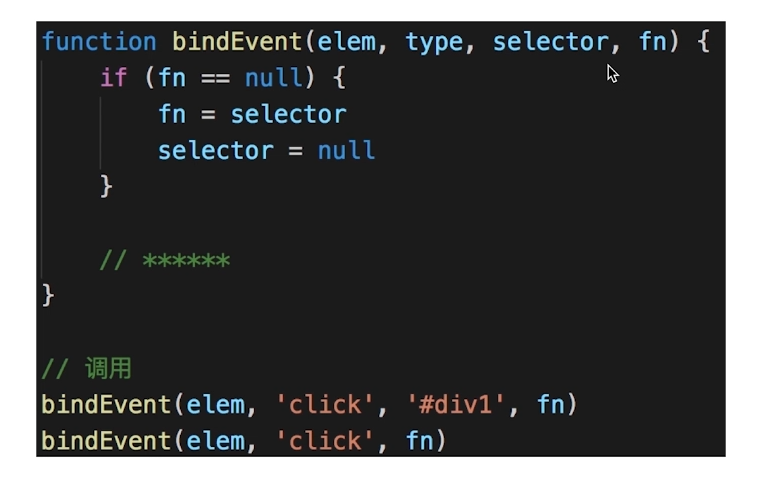 function bindEvent(elem, type, selector, fn) {
    if (fn == null) {
        fn = selector
        selector = null
    }

    // ******
}

// 调用
bindEvent(elem, 'click', '#div1', fn)
bindEvent(elem, 'click', fn)